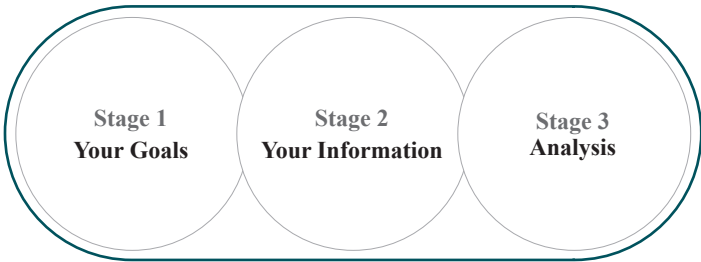 Stage 1
Your Goals
Stage 2
Your Information
Stage 3
Analysis